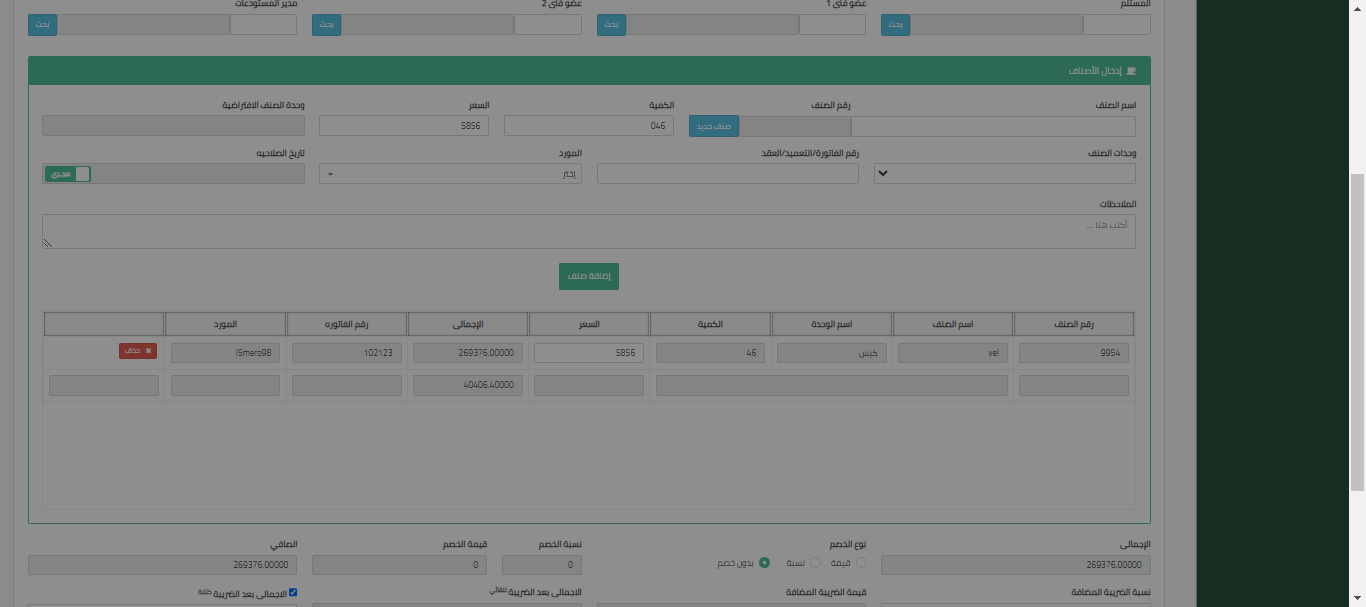 المستلم عضو فني 1 عضو فني 2 مدير المستودعات
بحث بحث بحث بحث
إدخال الأصناف
اسم الصنف رقم الصنف الكمية السعر وحدة الصنف الافتراضية
صنف جديد 046 5856
وحدات الصنف رقم الفاتورة/التعميد/العقد المورد تاريخ الصلاحيه
إختر هجري
الملاحظات
أكتب هنا ...
إضافة صنف
رقم الصنف اسم الصنف اسم الوحدة الكمية السعر الإجمالى رقم الفاتوره المورد
9954 vel كيس 46 5856 269376.00000 102123 ISmero98 حذف
40406.40000
الإجمالى نوع الخصم نسبة الخصم قيمة الخصم الصافي
269376.00000 قيمة نسبة بدون خصم 0 0 269376.00000
نسبة الضريبة المضافة قيمة الضريبة المضافة الاجمالى بعد الضريبة تلقائي الاجمالى بعد الضريبة كتابة